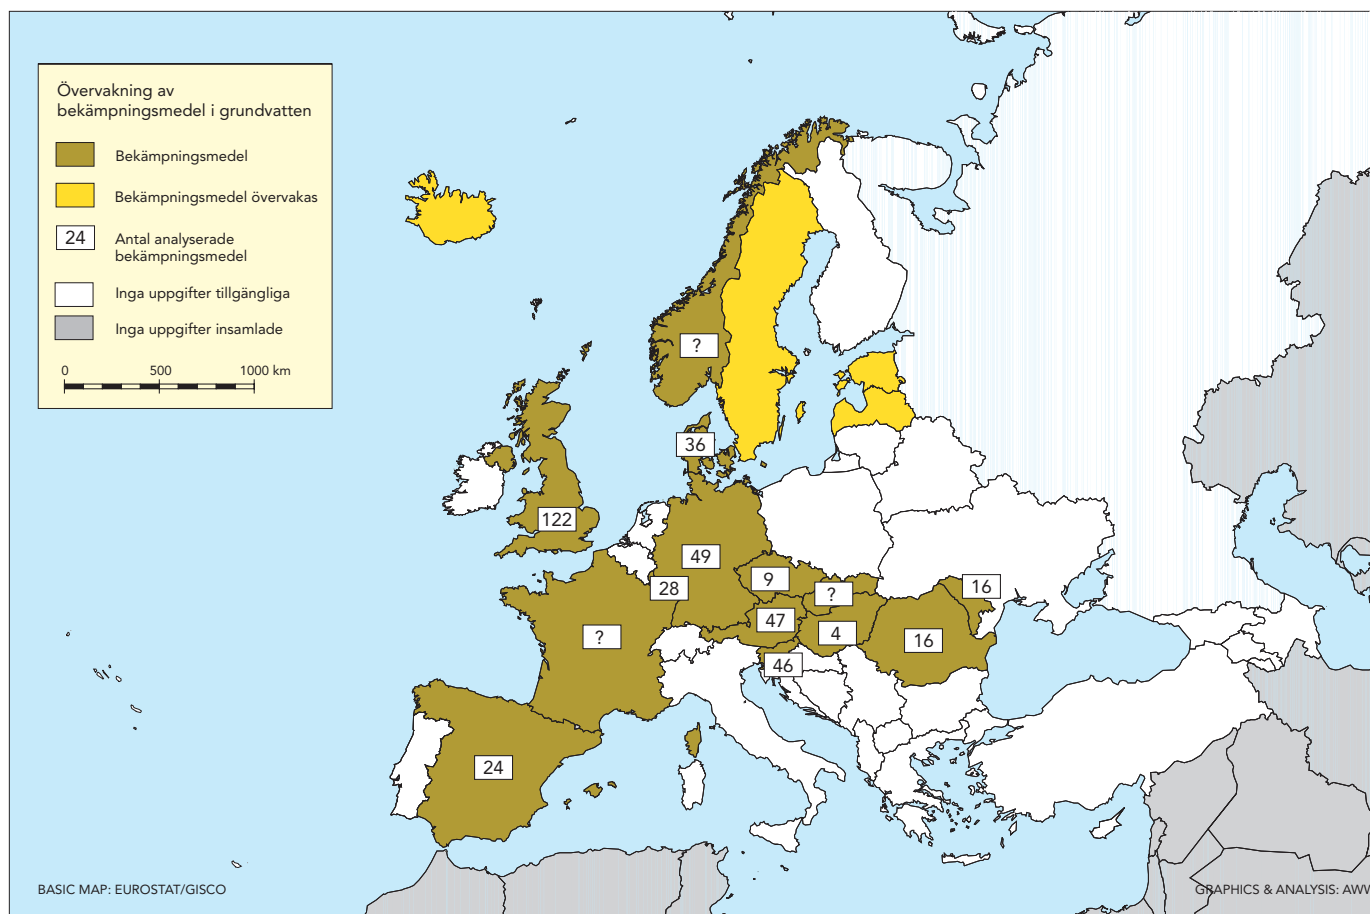 Övervakning av
bekämpningsmedel i grundvatten
Bekämpningsmedel
Bekämpningsmedel övervakas
24 Antal analyserade
bekämpningsmedel
Inga uppgifter tillgängliga
Inga uppgifter insamlade
0 500 1000 km
?
36
122
49
28
9
?
16
47
4
?
16
46
24
BASIC MAP: EUROSTAT/GISCO
GRAPHICS & ANALYSIS: AWW